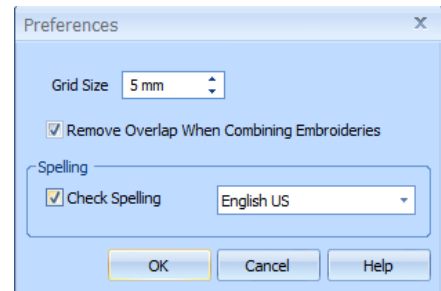 Preferences
Grid Size 5 mm
Remove Overlap When Combining Embroideries
Spelling
Check Spelling English US
OK Cancel Help